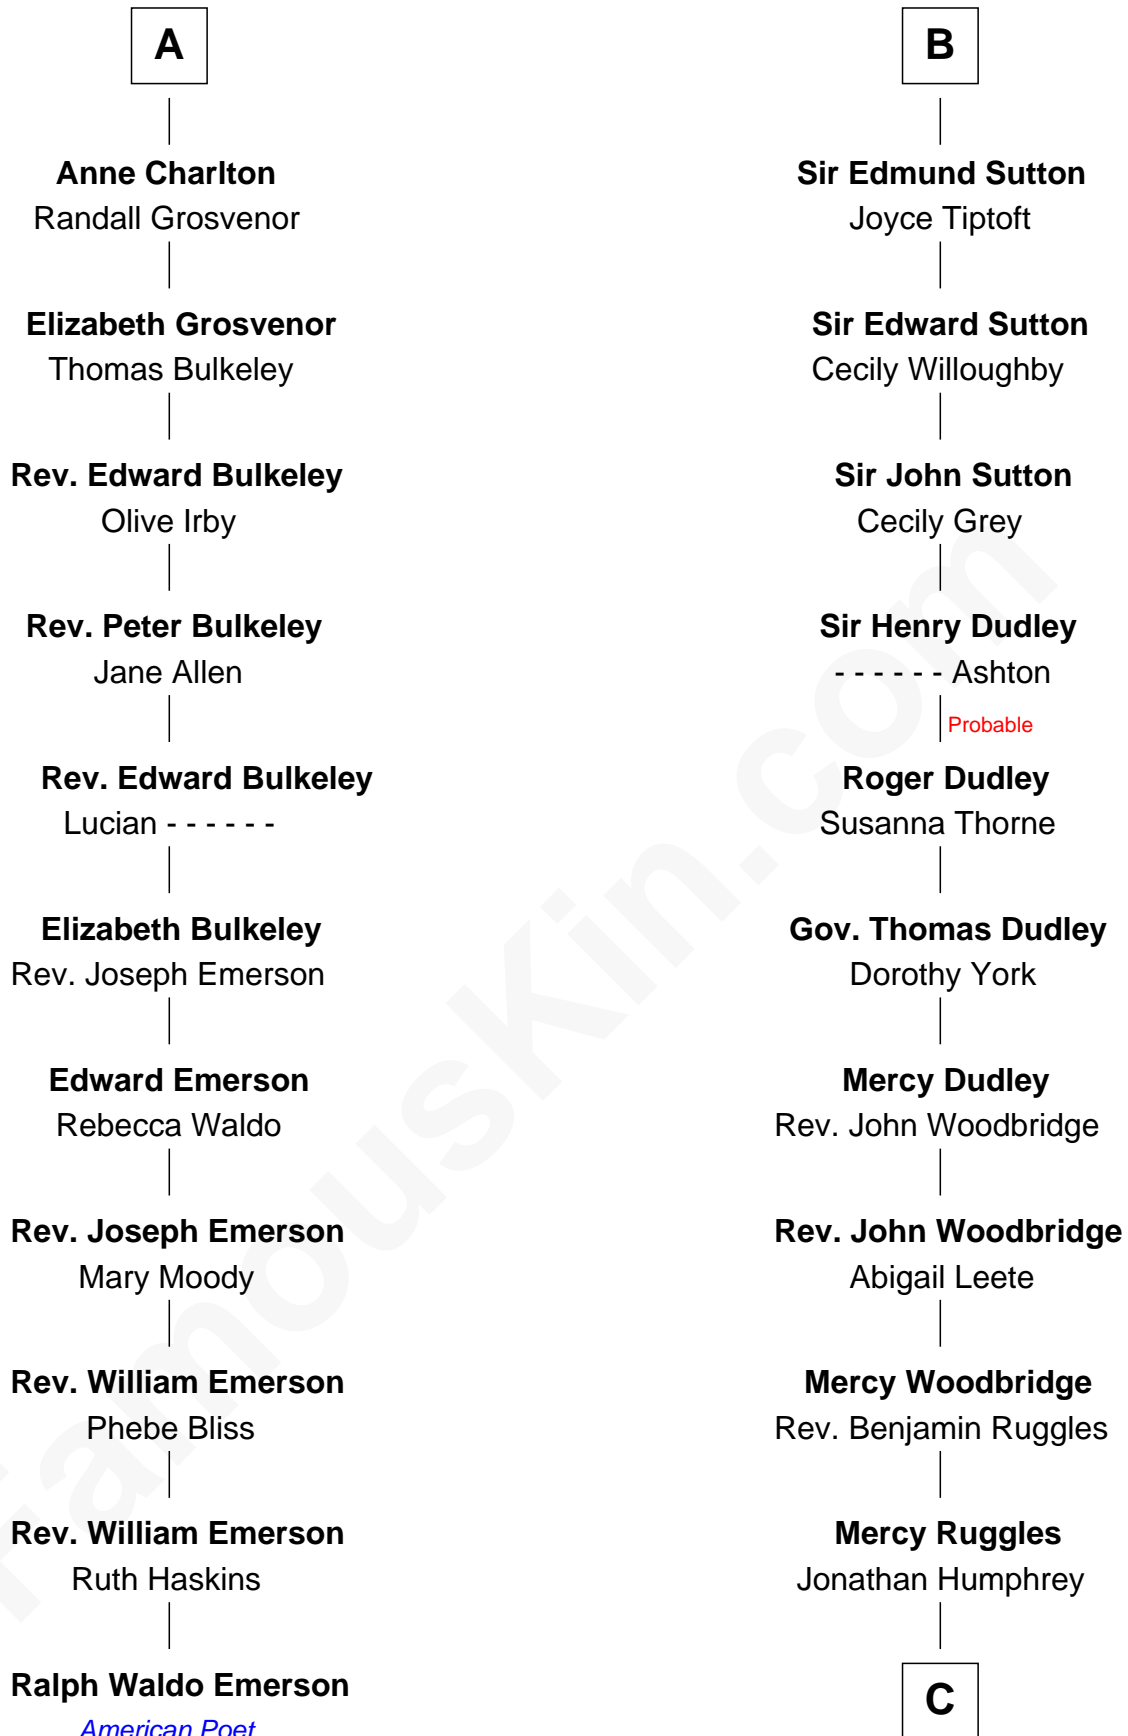 A
Anne Charlton
Randall Grosvenor
Elizabeth Grosvenor
Thomas Bulkeley
Rev. Edward Bulkeley
Olive Irby
Rev. Peter Bulkeley
Jane Allen
Rev. Edward Bulkeley
Lucian - - - - - -
Elizabeth Bulkeley
Rev. Joseph Emerson
Edward Emerson
Rebecca Waldo
Rev. Joseph Emerson
Mary Moody
Rev. William Emerson
Phebe Bliss
Rev. William Emerson
Ruth Haskins
Ralph Waldo Emerson
American Poet
B
Sir Edmund Sutton
Joyce Tiptoft
Sir Edward Sutton
Cecily Willoughby
Sir John Sutton
Cecily Grey
Sir Henry Dudley
- - - - - - Ashton
Probable
Roger Dudley
Susanna Thorne
Gov. Thomas Dudley
Dorothy York
Mercy Dudley
Rev. John Woodbridge
Rev. John Woodbridge
Abigail Leete
Mercy Woodbridge
Rev. Benjamin Ruggles
Mercy Ruggles
Jonathan Humphrey
C
FamousKin.com